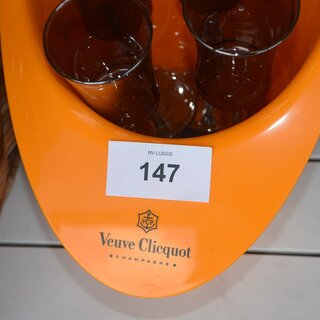 NV LUSSIS
147
Veuve Clicquot
CHAMPAGNE